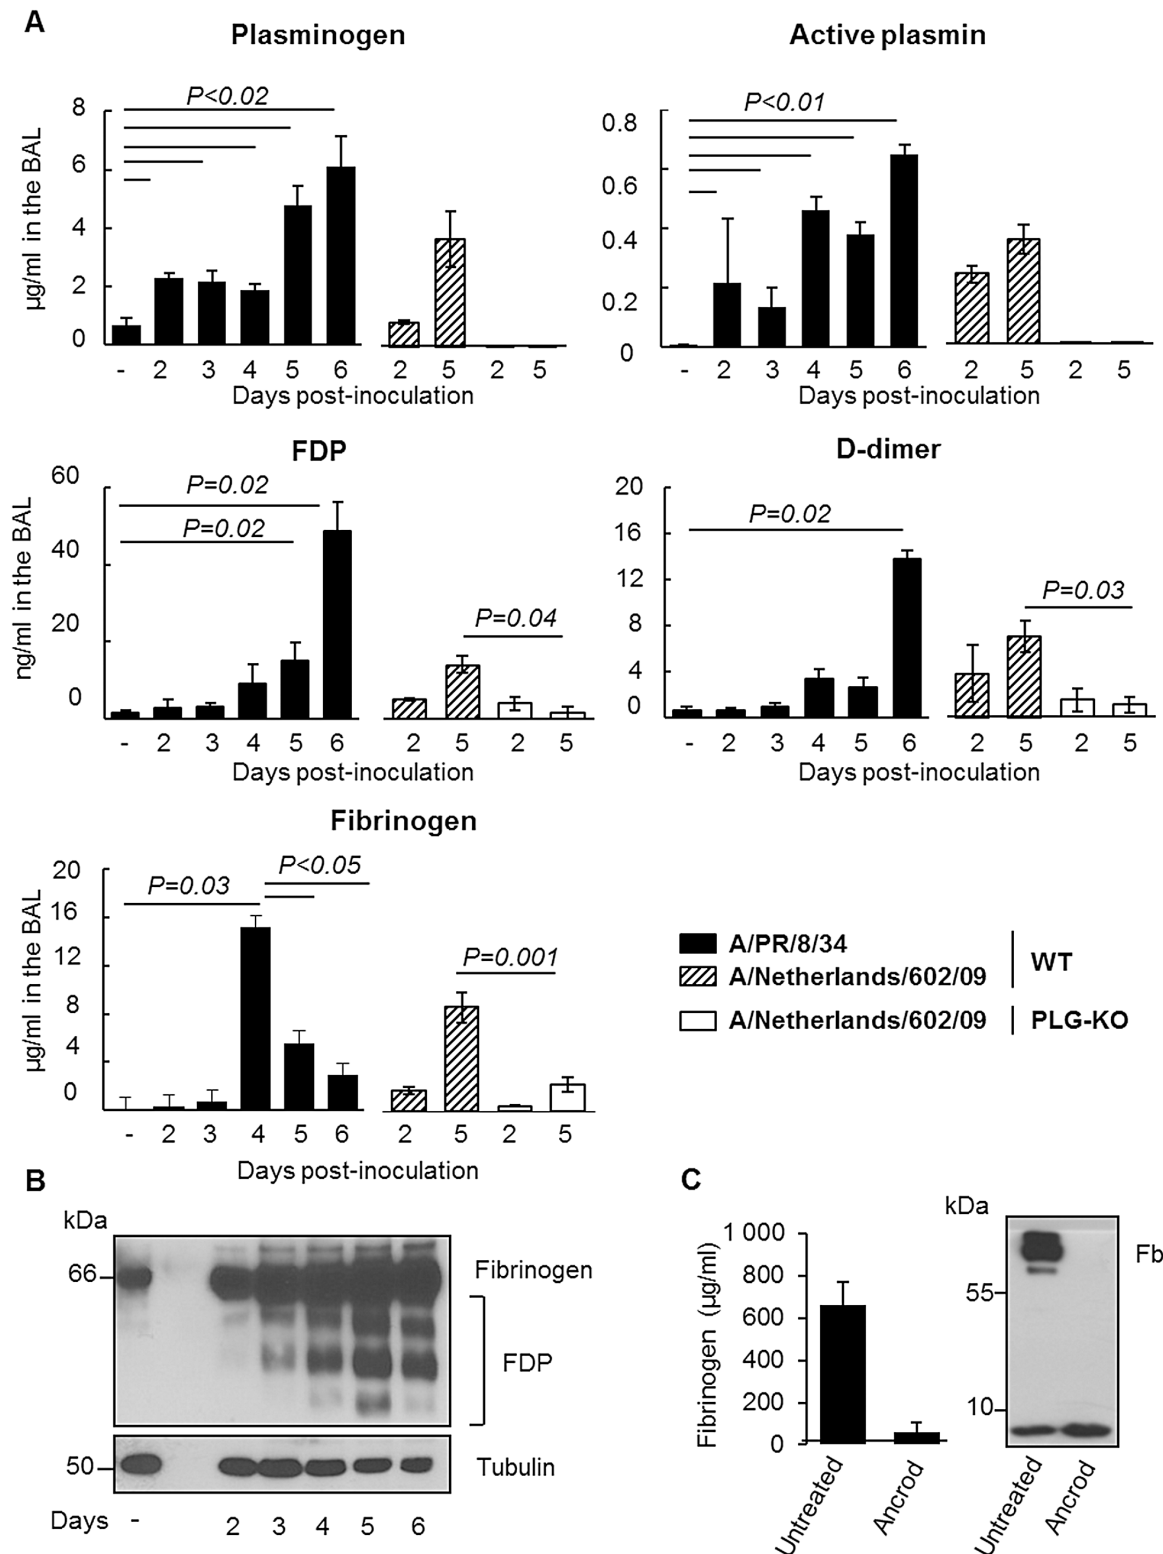 A
Plasminogen
Active plasmin
µg/ml in the BAL
8
6
4
2
0
P<0.02
- 2 3 4 5 6 2 5 2 5
Days post-inoculation
0.8
0.6
0.4
0.2
0
P<0.01
- 2 3 4 5 6 2 5 2 5
Days post-inoculation
FDP
D-dimer
ng/ml in the BAL
60
40
20
0
P=0.02
P=0.02
P=0.04
- 2 3 4 5 6 2 5 2 5
Days post-inoculation
20
16
12
8
4
0
P=0.02
P=0.03
- 2 3 4 5 6 2 5 2 5
Days post-inoculation
Fibrinogen
µg/ml in the BAL
20
16
12
8
4
0
P=0.03
P<0.05
P=0.001
- 2 3 4 5 6 2 5 2 5
Days post-inoculation
A/PR/8/34
A/Netherlands/602/09
WT
A/Netherlands/602/09
PLG-KO
B
kDa
66
Fibrinogen
FDP
50
Tubulin
Days - 2 3 4 5 6
C
Fibrinogen (µg/ml)
1 000
800
600
400
200
0
Untreated
Ancrod
kDa
55
10
Fb
Untreated
Ancrod